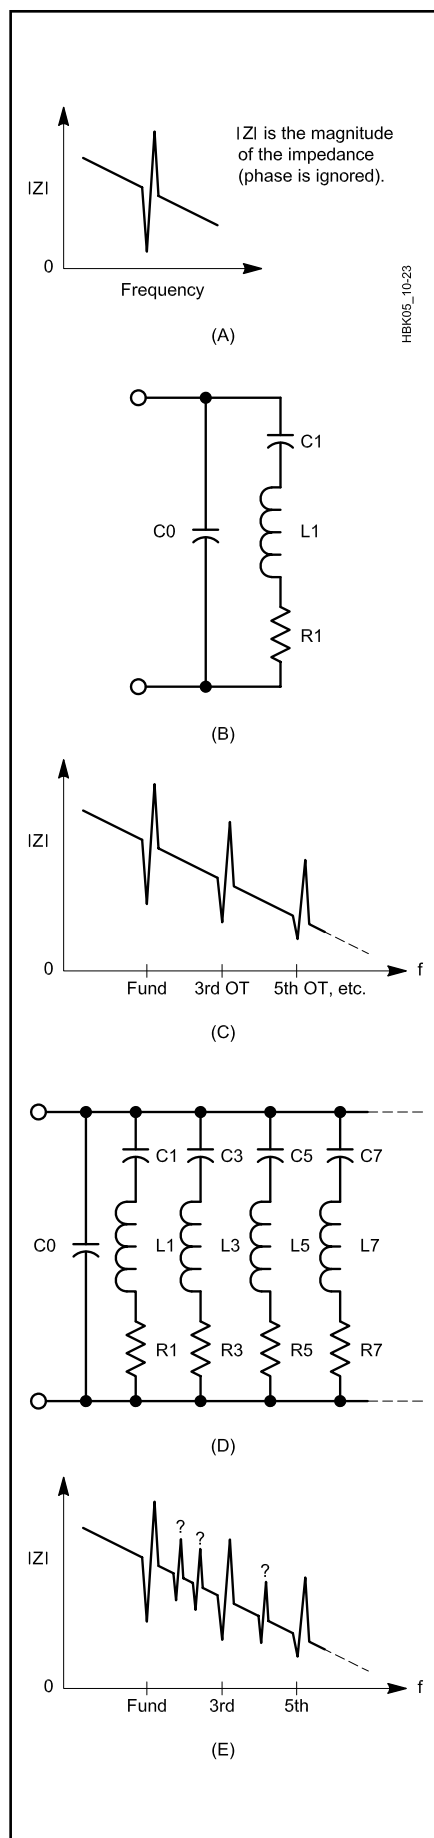 |Z| is the magnitude
of the impedance
(phase is ignored).
|Z|
0
Frequency
HBK05_10-23
(A)
C1
C0
L1
R1
(B)
|Z|
0
f
Fund
3rd OT
5th OT, etc.
(C)
C1
C3
C5
C7
C0
L1
L3
L5
L7
R1
R3
R5
R7
(D)
? ?
|Z|
?
0
f
Fund
3rd
5th
(E)